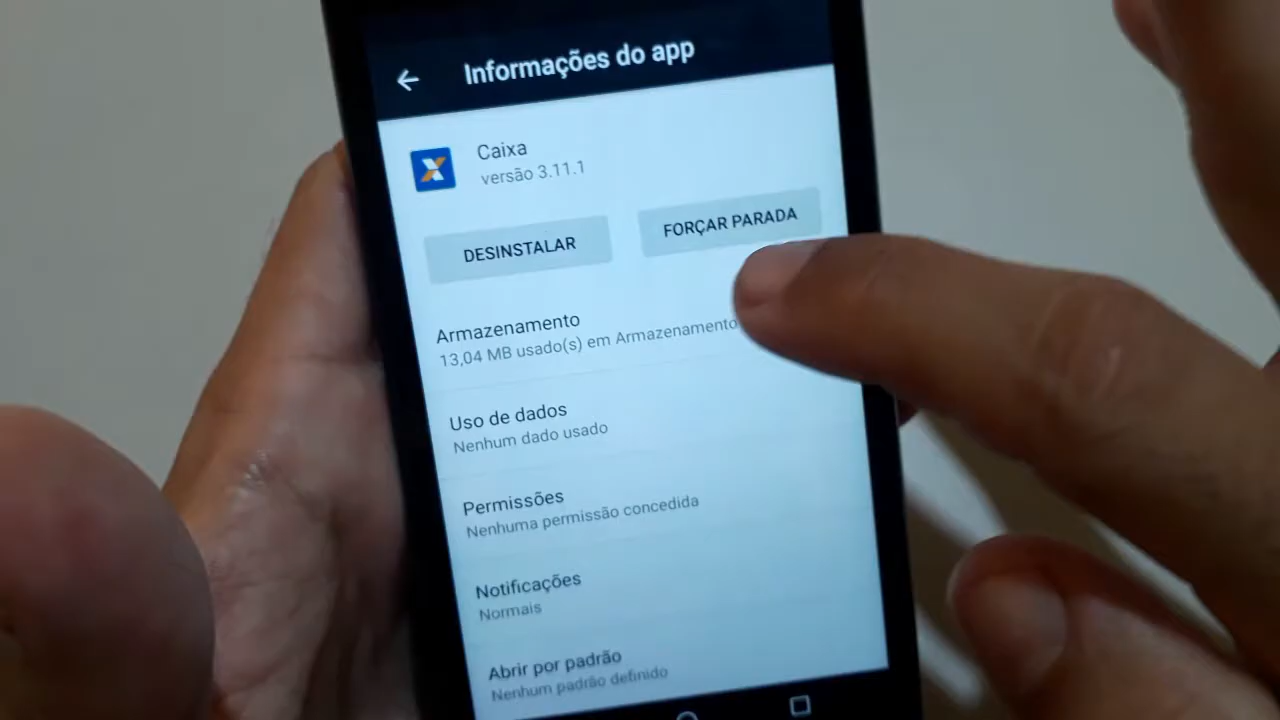 Informações do app
Caixa
versão 3.11.1
DESINSTALAR
FORÇAR PARADA
Armazenamento
13,04 MB usado(s) em Armazenamento
Uso de dados
Nenhum dado usado
Permissões
Nenhuma permissão concedida
Notificações
Normais
Abrir por padrão
Nenhum padrão definido